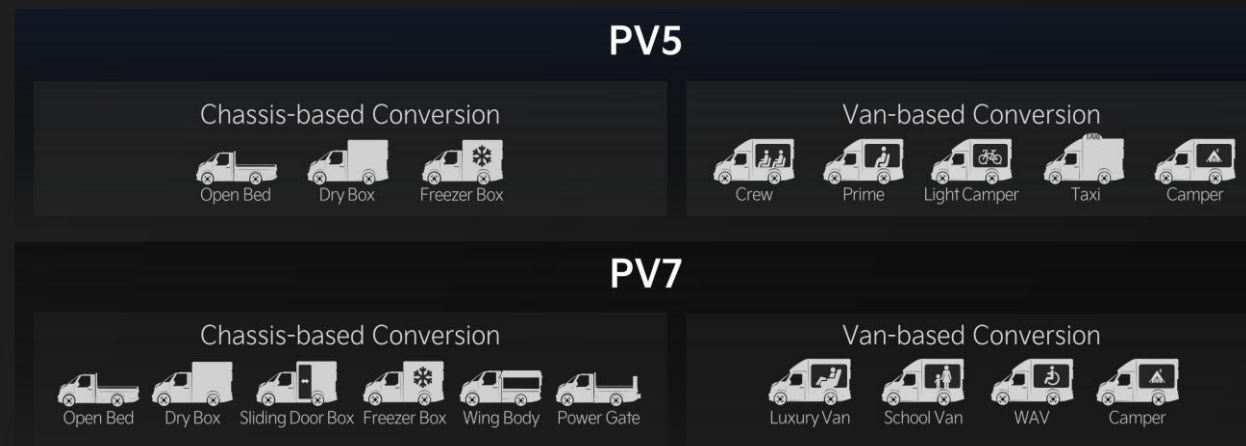 PV5
Chassis-based Conversion
Open Bed Dry Box Freezer Box
Van-based Conversion
TAXI
Crew Prime Light Camper Taxi Camper
PV7
Chassis-based Conversion
Open Bed Dry Box Sliding Door Box Freezer Box Wing Body Power Gate
Van-based Conversion
Luxury Van School Van WAV Camper